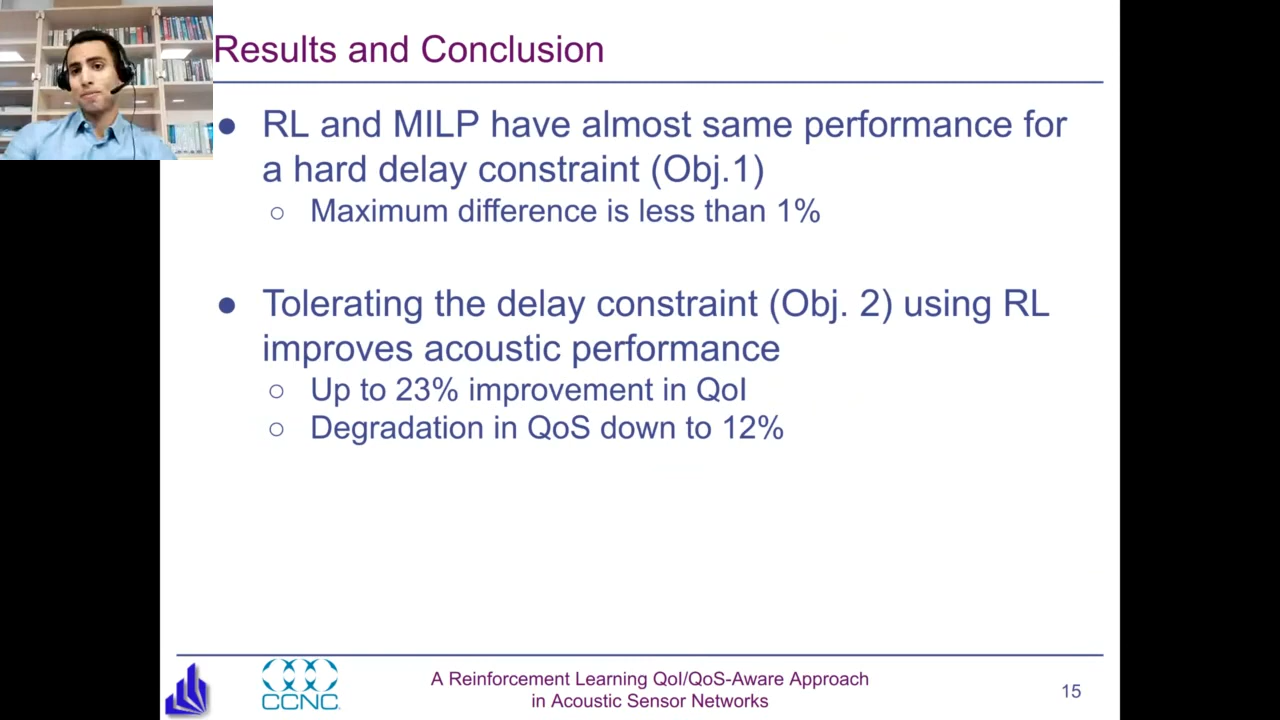 Results and Conclusion
● RL and MILP have almost same performance for
a hard delay constraint (Obj.1)
○ Maximum difference is less than 1%
● Tolerating the delay constraint (Obj. 2) using RL
improves acoustic performance
○ Up to 23% improvement in QoI
○ Degradation in QoS down to 12%
CCNC
A Reinforcement Learning QoI/QoS-Aware Approach
in Acoustic Sensor Networks
15